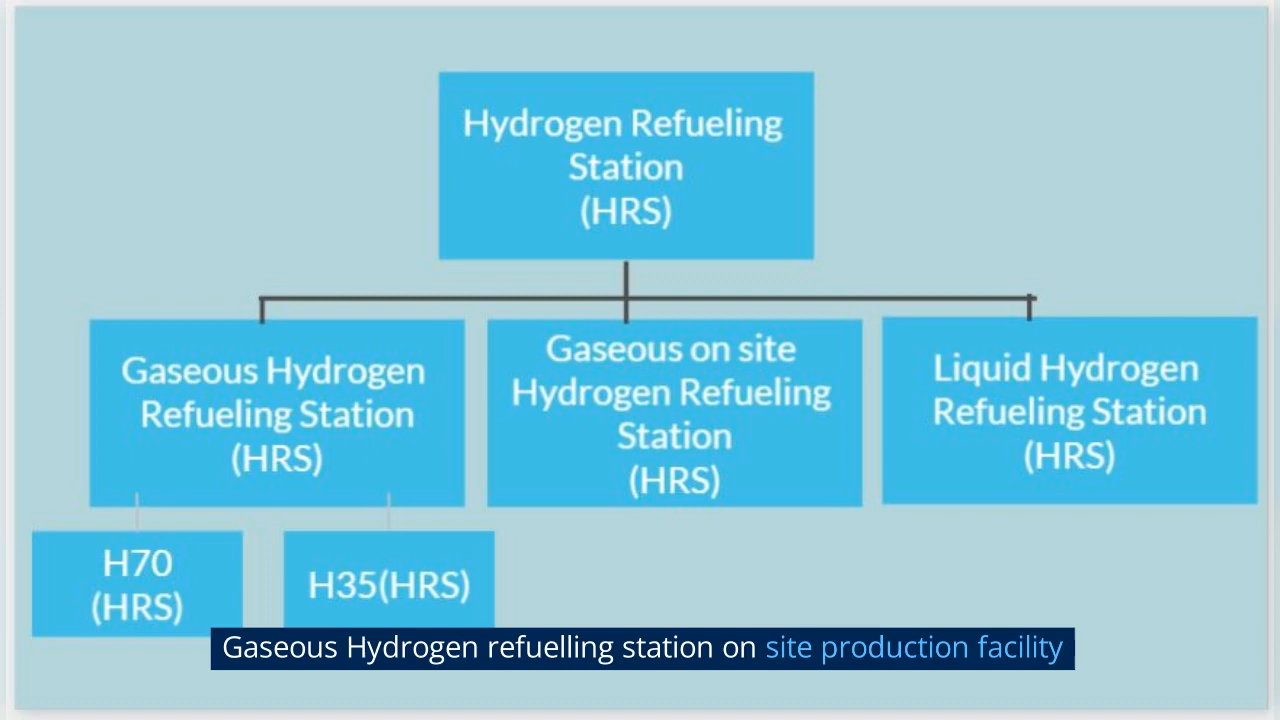 Hydrogen Refueling
Station
(HRS)
Gaseous Hydrogen
Refueling Station
(HRS)
Gaseous on site
Hydrogen Refueling
Station
(HRS)
Liquid Hydrogen
Refueling Station
(HRS)
H70
(HRS)
H35(HRS)
Gaseous Hydrogen refuelling station on site production facility